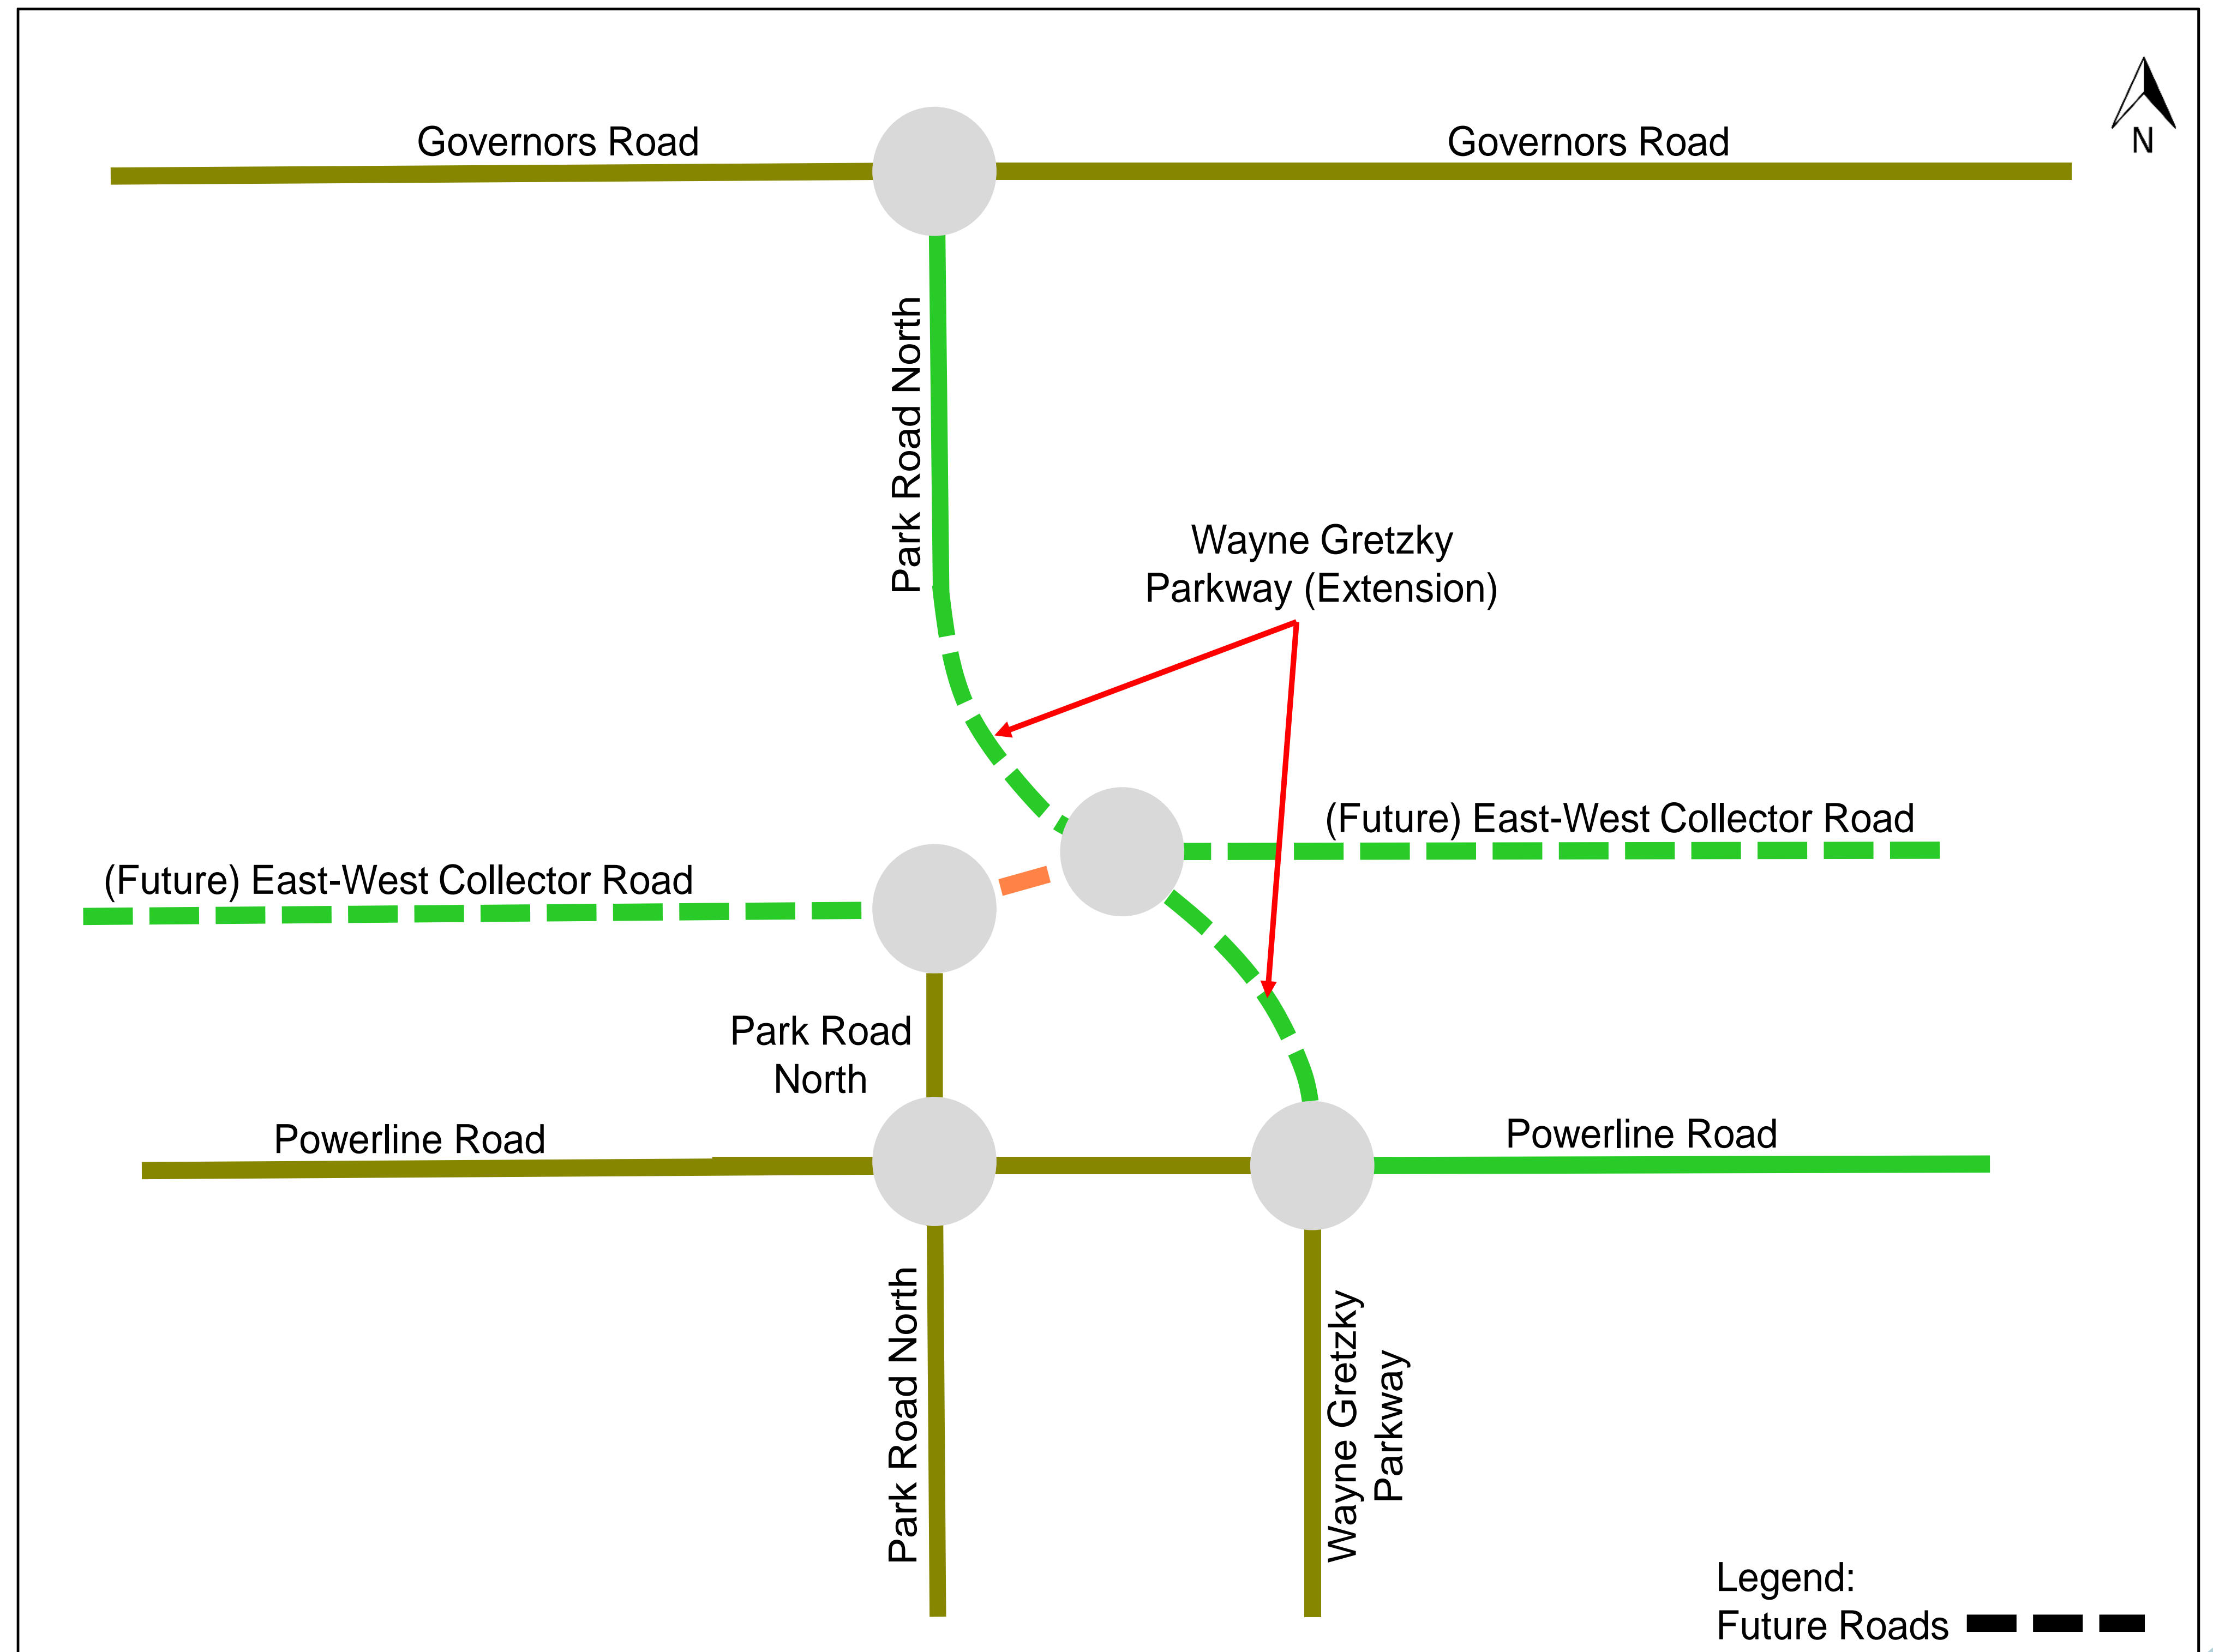 Governors Road
Governors Road
N
Park Road North
Wayne Gretzky
Parkway (Extension)
(Future) East-West Collector Road
(Future) East-West Collector Road
Park Road
North
Powerline Road
Powerline Road
Park Road North
Wayne Gretzky
Parkway
Legend:
Future Roads